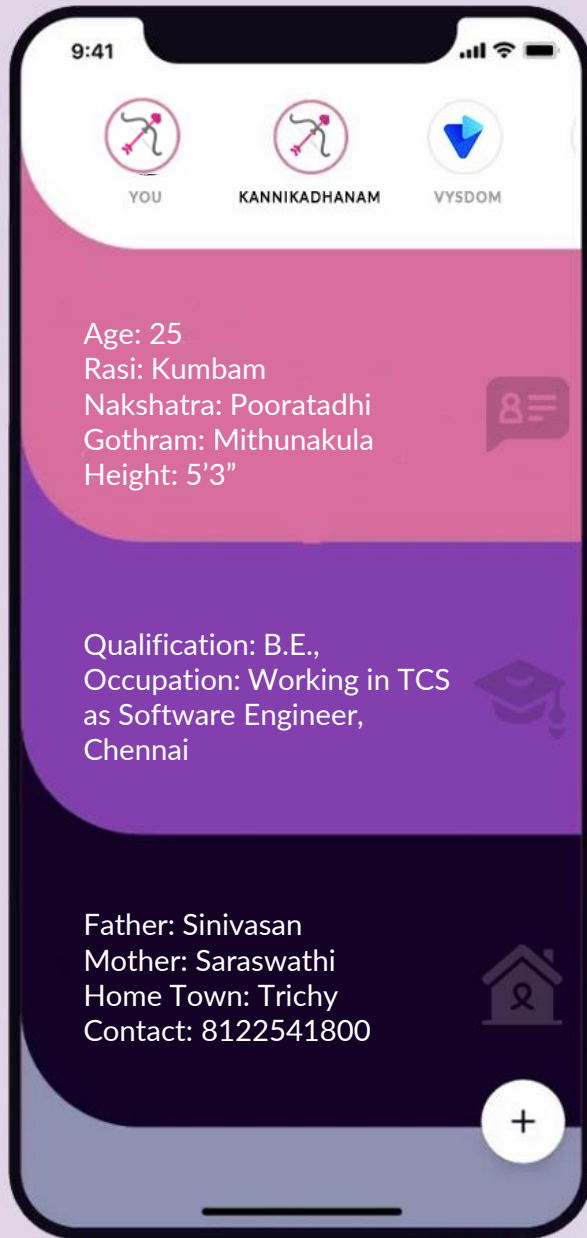 9:41
YOU
KANNIKADHANAM
VYSDOM
Age: 25
Rasi: Kumbam
Nakshatra: Pooratadhi
Gothram: Mithunakula
Height: 5’3”
Qualification: B.E.,
Occupation: Working in TCS
as Software Engineer,
Chennai
Father: Sinivasan
Mother: Saraswathi
Home Town: Trichy
Contact: 8122541800